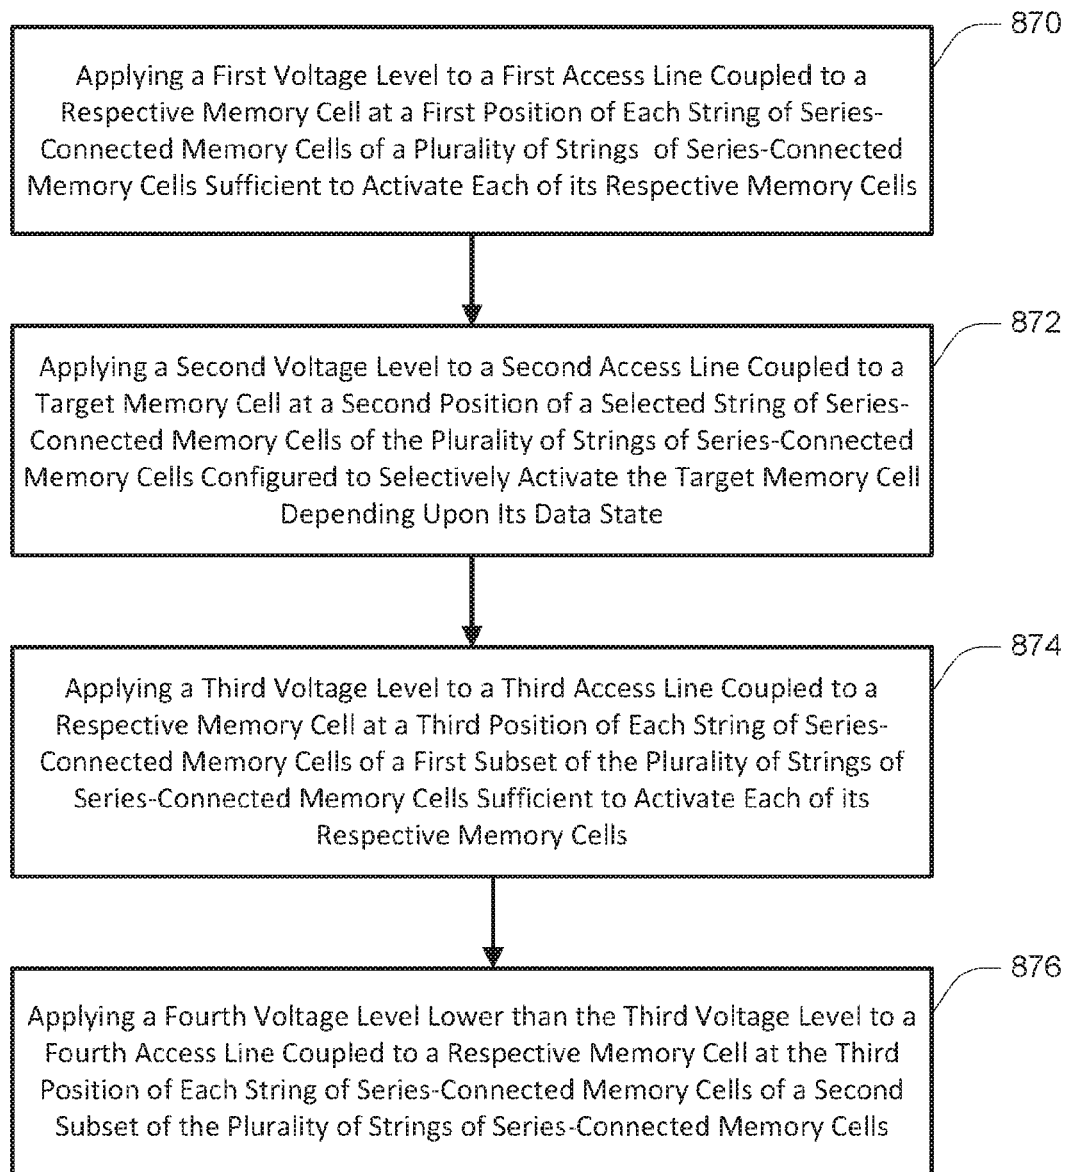 870
Applying a First Voltage Level to a First Access Line Coupled to a
Respective Memory Cell at a First Position of Each String of Series-
Connected Memory Cells of a Plurality of Strings of Series-Connected
Memory Cells Sufficient to Activate Each of its Respective Memory Cells
872
Applying a Second Voltage Level to a Second Access Line Coupled to a
Target Memory Cell at a Second Position of a Selected String of Series-
Connected Memory Cells of the Plurality of Strings of Series-Connected
Memory Cells Configured to Selectively Activate the Target Memory Cell
Depending Upon Its Data State
874
Applying a Third Voltage Level to a Third Access Line Coupled to a
Respective Memory Cell at a Third Position of Each String of Series-
Connected Memory Cells of a First Subset of the Plurality of Strings of
Series-Connected Memory Cells Sufficient to Activate Each of its
Respective Memory Cells
876
Applying a Fourth Voltage Level Lower than the Third Voltage Level to a
Fourth Access Line Coupled to a Respective Memory Cell at the Third
Position of Each String of Series-Connected Memory Cells of a Second
Subset of the Plurality of Strings of Series-Connected Memory Cells